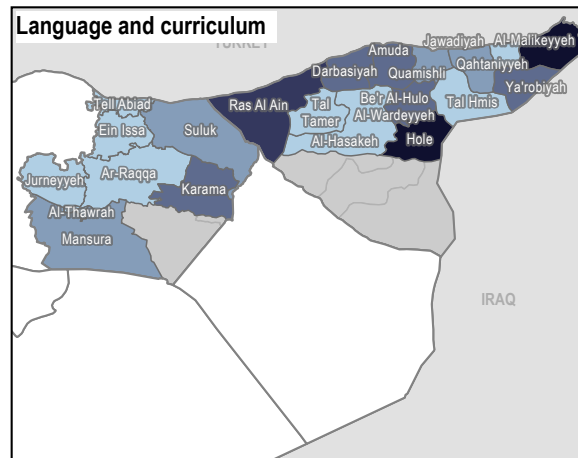 Language and curriculum
TURKEY
Jawadiyah
Al-Malikeyyeh
Amuda
Qahtaniyyeh
Darbasiyah
Quamishli
Ya'robiyah
Tell Abiad
Ras Al Ain
Tal
Tamer
Be'r Al-Hulo
Al-Wardeyyeh
Tal Hmis
Ein Issa
Suluk
Al-Hasakeh
Hole
Jurneyyeh
Ar-Raqqa
Karama
Al-Thawrah
Mansura
IRAQ